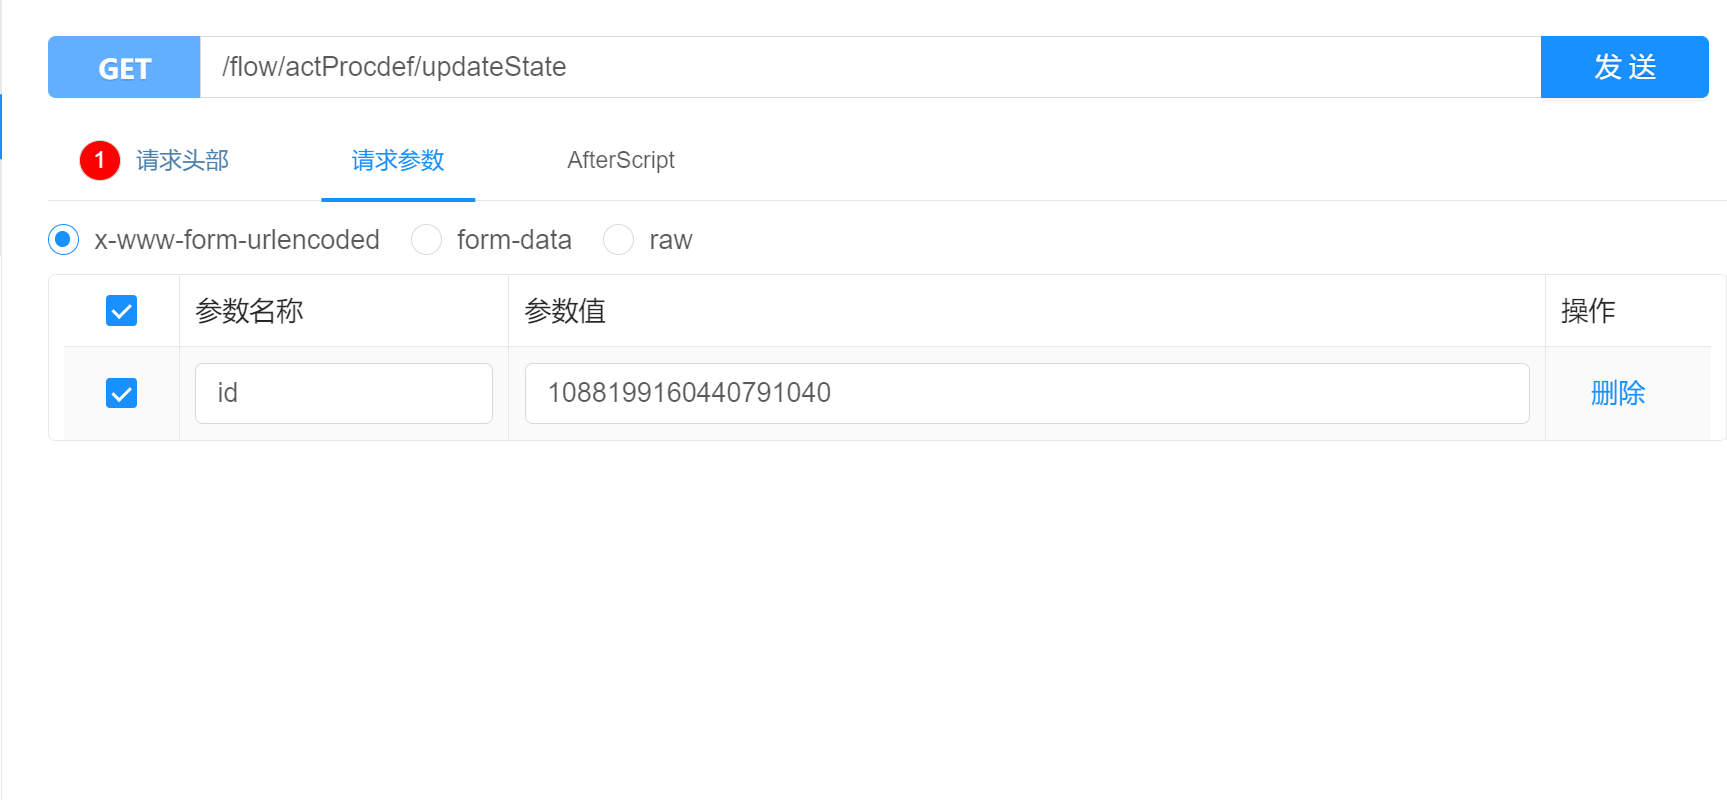 GET /flow/actProcdef/updateState 发 送
1 请求头部 请求参数 AfterScript
x-www-form-urlencoded form-data raw
参数名称 参数值 操作
id 1088199160440791040 删除